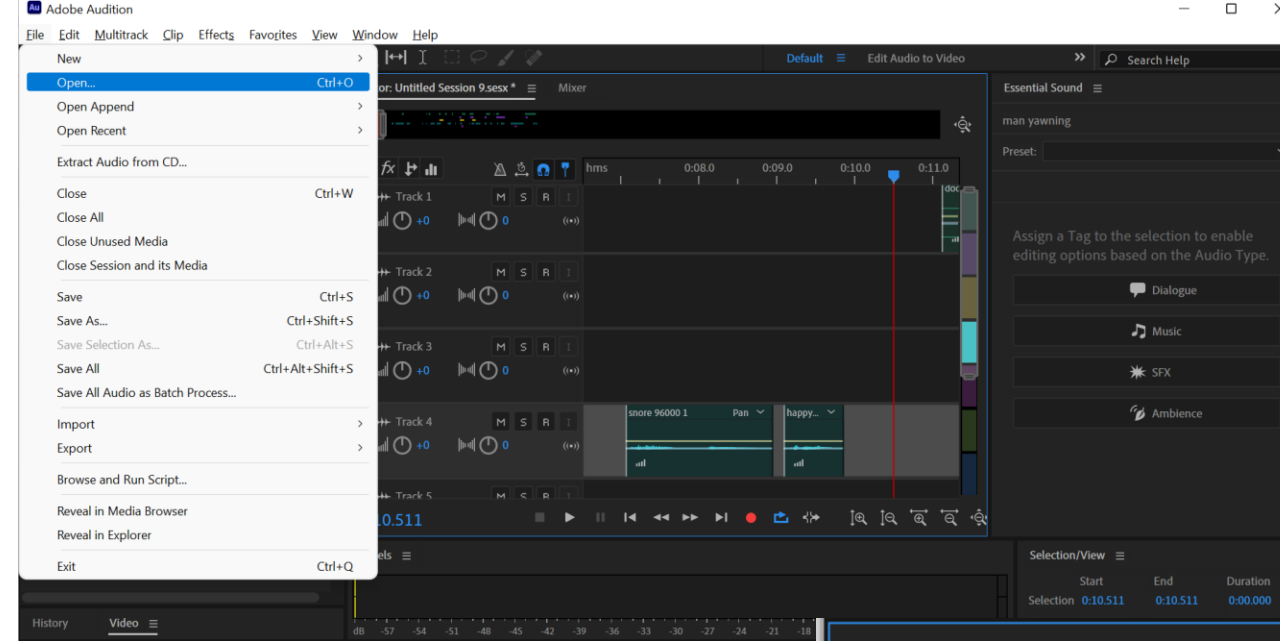 Au Adobe Audition
File Edit Multitrack Clip Effects Favorites View Window Help
New
Open... Ctrl+O
Open Append
Open Recent
Extract Audio from CD...
Close Ctrl+W
Close All
Close Unused Media
Close Session and its Media
Save Ctrl+S
Save As... Ctrl+Shift+S
Save Selection As... Ctrl+Alt+S
Save All Ctrl+Alt+Shift+S
Save All Audio as Batch Process...
Import
Export
Browse and Run Script...
Reveal in Media Browser
Reveal in Explorer
Exit Ctrl+Q
Default Edit Audio to Video
Search Help
or: Untitled Session 9.sesx * Mixer
fx
hms 0:08.0 0:09.0 0:10.0 0:11.0
Track 1 M S R I
+0 0
doc
Track 2 M S R I
+0 0
Track 3 M S R I
+0 0
Track 4 M S R I
+0 0
snore 96000 1 Pan happy...
Track 5 M S R I
10.511
els
Essential Sound
man yawning
Preset:
Assign a Tag to the selection to enable
editing options based on the Audio Type.
Dialogue
Music
SFX
Ambience
Selection/View
Start End Duration
Selection 0:10.511 0:10.511 0:00.000
History Video
dB -57 -54 -51 -48 -45 -42 -39 -36 -33 -30 -27 -24 -21 -18